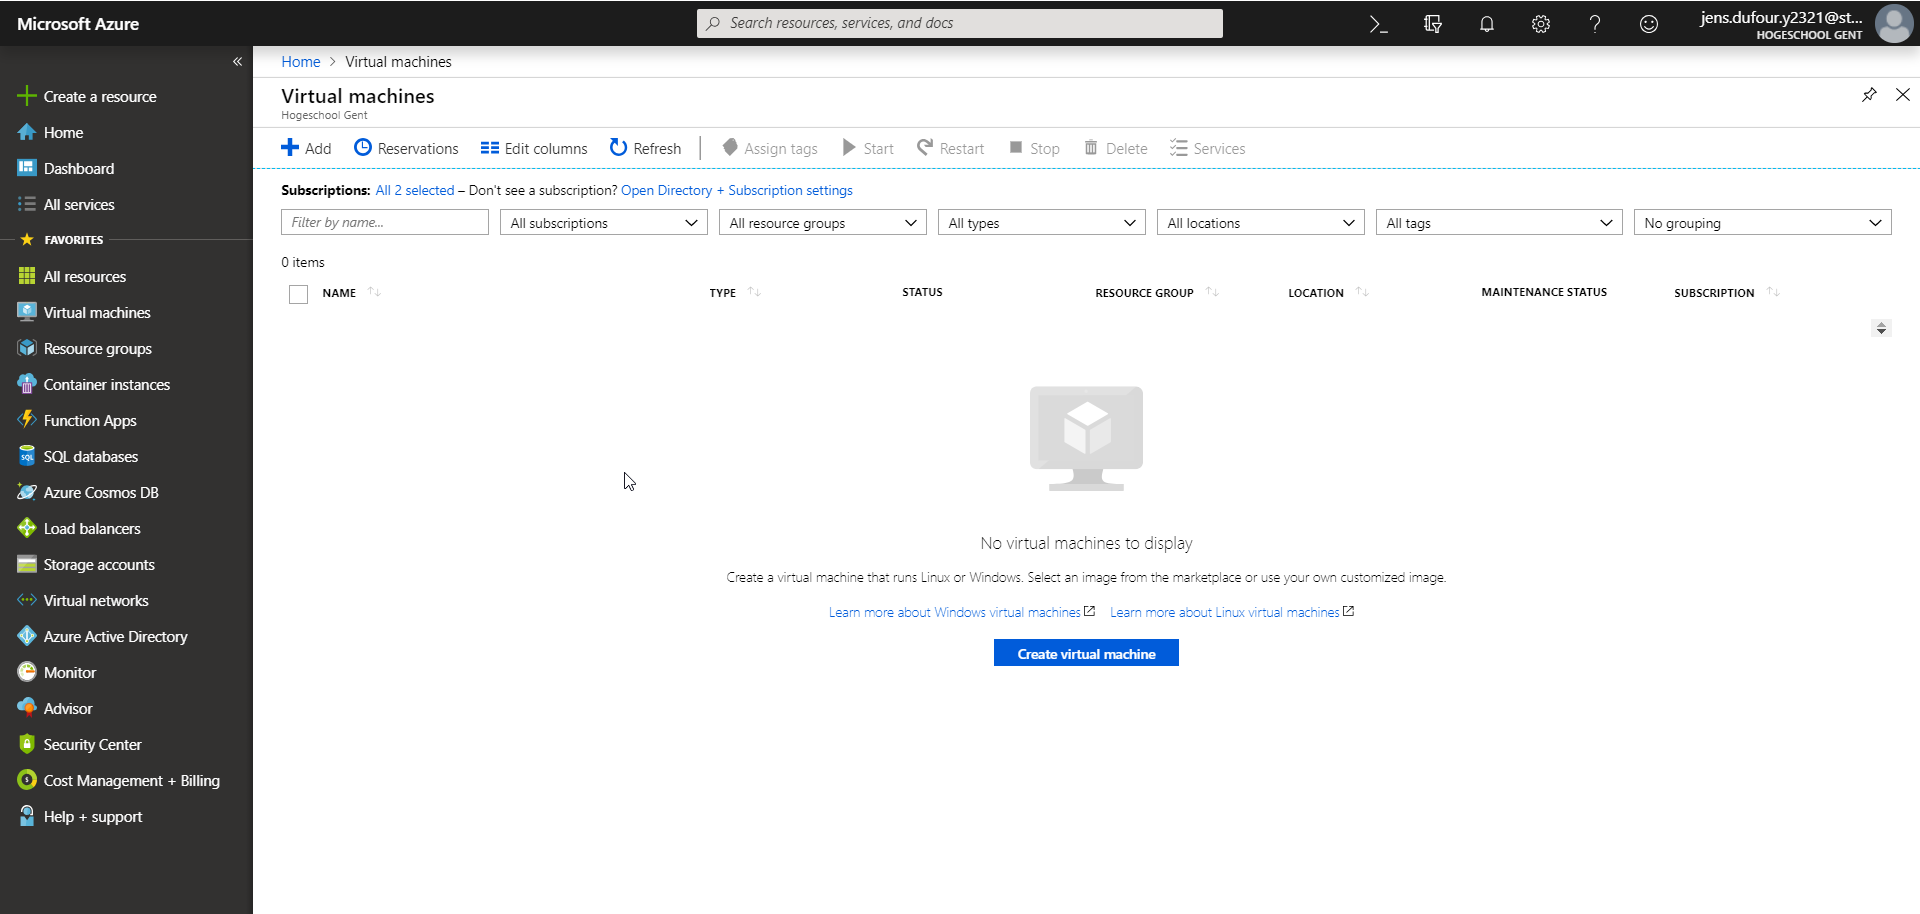 Microsoft Azure
Search resources, services, and docs
jens.dufour.y2321@st...
HOGESCHOOL GENT
Create a resource
Home
Dashboard
All services
FAVORITES
All resources
Virtual machines
Resource groups
Container instances
Function Apps
SQL databases
Azure Cosmos DB
Load balancers
Storage accounts
Virtual networks
Azure Active Directory
Monitor
Advisor
Security Center
Cost Management + Billing
Help + support
Home > Virtual machines
Virtual machines
Hogeschool Gent
Add Reservations Edit columns Refresh Assign tags Start Restart Stop Delete Services
Subscriptions: All 2 selected – Don't see a subscription? Open Directory + Subscription settings
Filter by name... All subscriptions All resource groups All types All locations All tags No grouping
0 items
NAME TYPE STATUS RESOURCE GROUP LOCATION MAINTENANCE STATUS SUBSCRIPTION
No virtual machines to display
Create a virtual machine that runs Linux or Windows. Select an image from the marketplace or use your own customized image.
Learn more about Windows virtual machines Learn more about Linux virtual machines
Create virtual machine